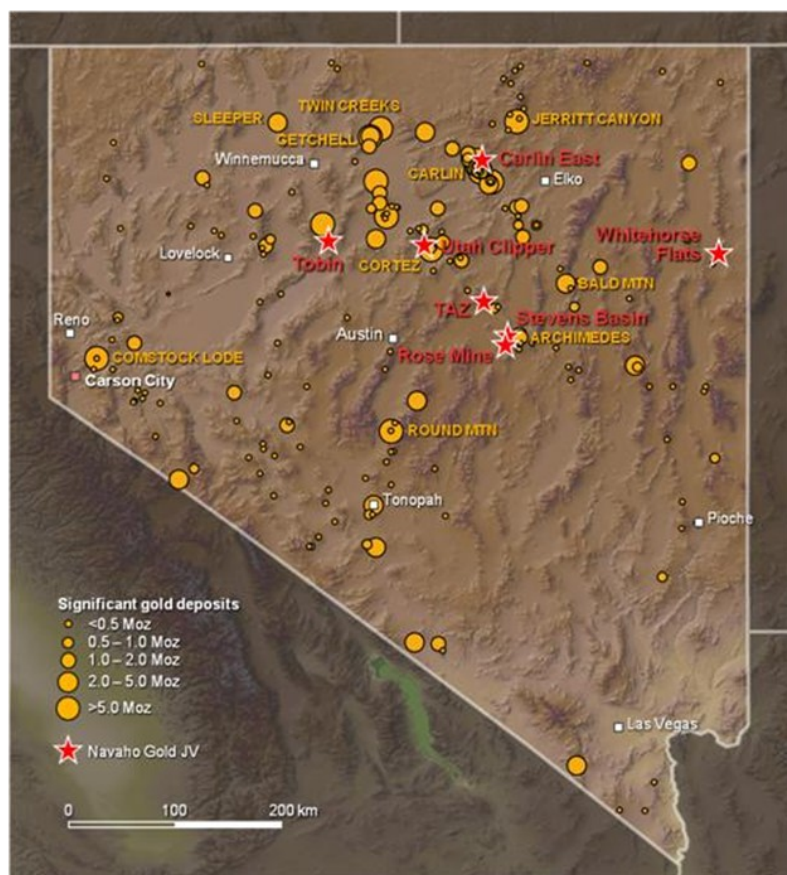 TWIN CREEKS
SLEEPER
JERRITT CANYON
GETCHELL
Winnemucca
Carlin East
CARLIN
Elko
Whitehorse
Flats
Utah Clipper
Lovelock
Tobin
CORTEZ
BALD MTN
TAZ
Stevens Basin
Reno
Austin
ARCHIMEDES
Rose Mine
COMSTOCK LODE
Carson City
ROUND MTN
Tonopah
Pioche
Significant gold deposits
<0.5 Moz
0.5 – 1.0 Moz
1.0 – 2.0 Moz
2.0 – 5.0 Moz
>5.0 Moz
Navaho Gold JV
Las Vegas
0 100 200 km